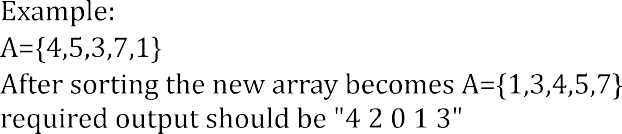 Example:
A={4,5,3,7,1}
After sorting the new array becomes A={1,3,4,5,7}
required output should be "4 2 0 1 3"